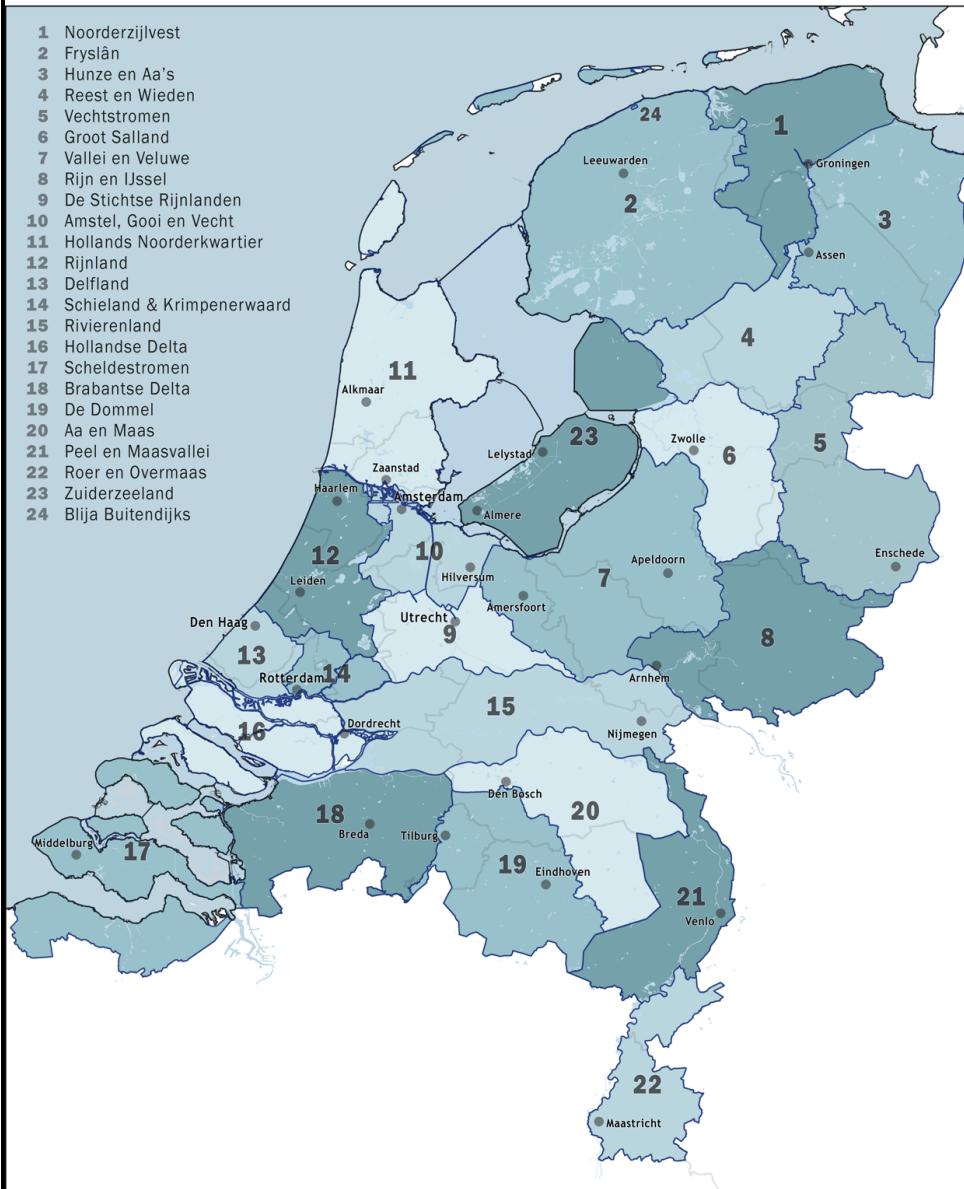 1 Noorderzijlvest
2 Fryslân
3 Hunze en Aa's
4 Reest en Wieden
5 Vechtstromen
6 Groot Salland
7 Vallei en Veluwe
8 Rijn en IJssel
9 De Stichtse Rijnlanden
10 Amstel, Gooi en Vecht
11 Hollands Noorderkwartier
12 Rijnland
13 Delfland
14 Schieland & Krimpenerwaard
15 Rivierenland
16 Hollandse Delta
17 Scheldestromen
18 Brabantse Delta
19 De Dommel
20 Aa en Maas
21 Peel en Maasvallei
22 Roer en Overmaas
23 Zuiderzeeland
24 Blija Buitendijks
24
1
Leeuwarden
Groningen
2
3
Assen
4
11
Alkmaar
23
Zwolle
6
5
Lelystad
Zaanstad
Haarlem
Amsterdam
Almere
12
10
Enschede
Apeldoorn
7
Hilversum
Leiden
Amersfoort
Utrecht
Den Haag
9
8
13
14
Rotterdam
Arnhem
15
16
Dordrecht
Nijmegen
Den Bosch
18
20
Breda
Tilburg
Middelburg
17
19
Eindhoven
21
Venlo
22
Maastricht